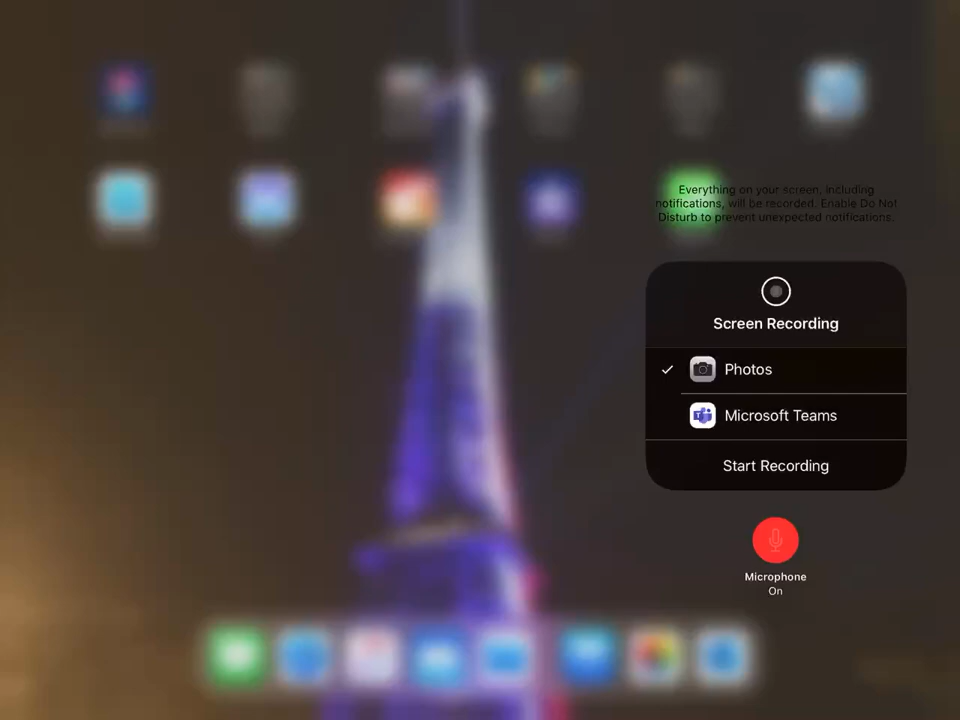 Everything on your screen, including
notifications, will be recorded. Enable Do Not
Disturb to prevent unexpected notifications.
Screen Recording
Photos
Microsoft Teams
Start Recording
Microphone
On